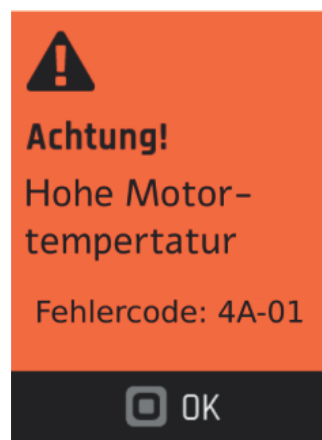 Achtung!
Hohe Motor-
tempertatur
Fehlercode: 4A-01
OK